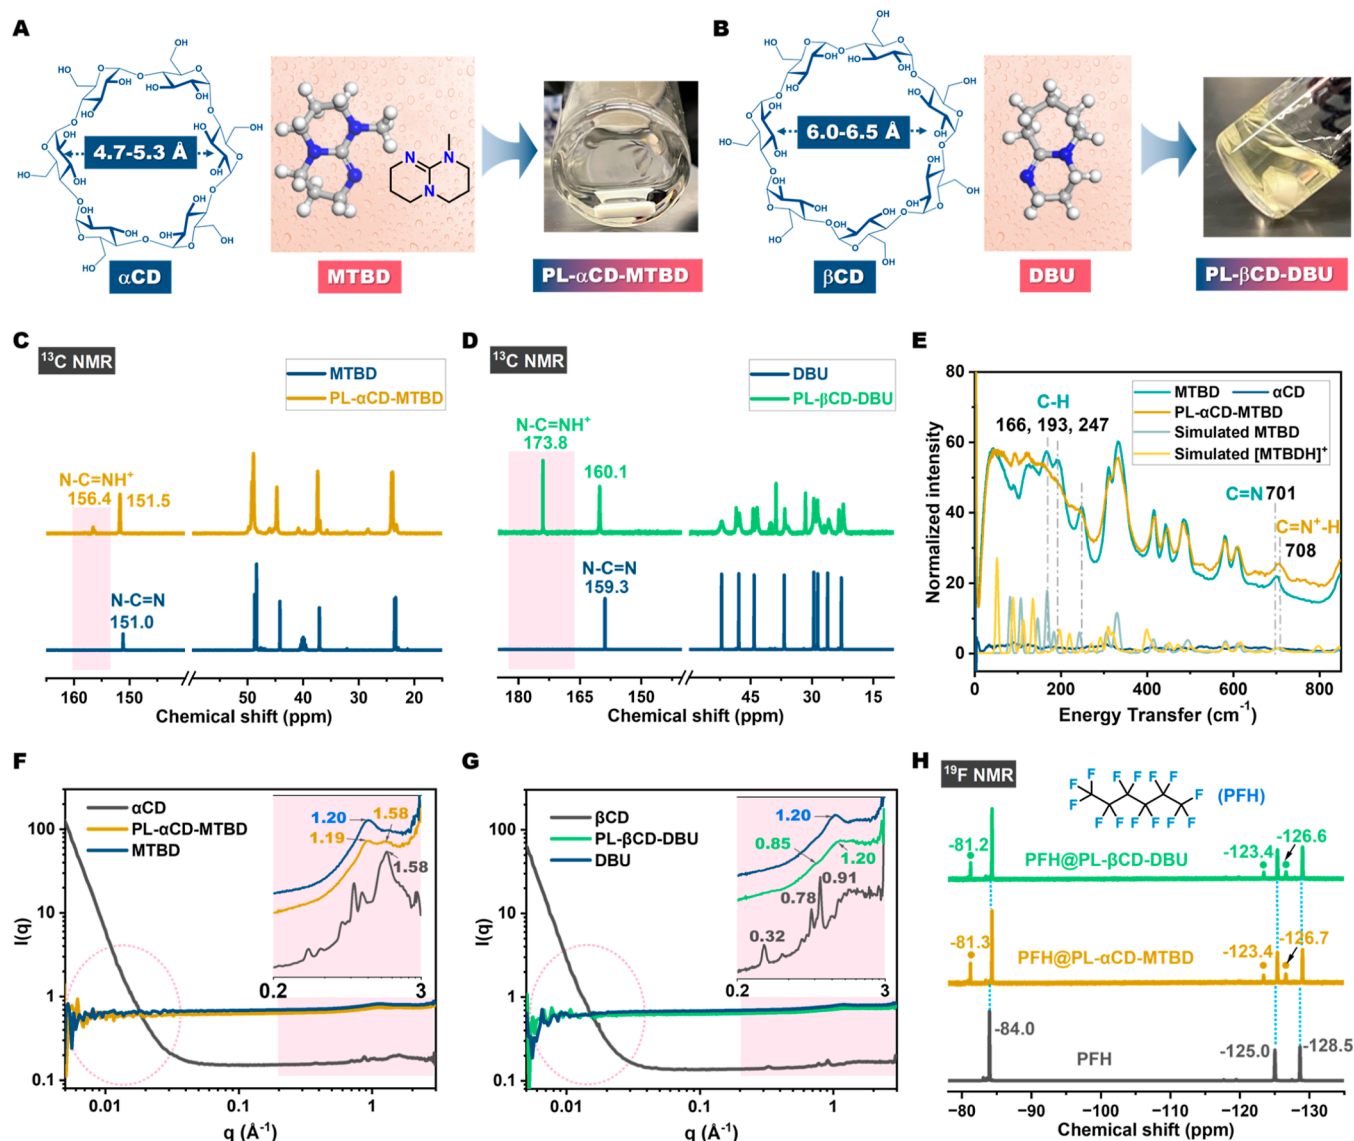 A
OH
HO
4.7-5.3 Å
N
N
N
αCD
MTBD
PL-αCD-MTBD
B
OH
HO
6.0-6.5 Å
βCD
DBU
PL-βCD-DBU
C
13C NMR
MTBD
PL-αCD-MTBD
N-C=NH+
156.4
151.5
N-C=N
151.0
160 150 50 40 30 20
Chemical shift (ppm)
D
13C NMR
DBU
PL-βCD-DBU
N-C=NH+
173.8
160.1
N-C=N
159.3
180 165 150 45 30 15
Chemical shift (ppm)
E
80
60
40
20
0
Normalized intensity
MTBD αCD
PL-αCD-MTBD
Simulated MTBD
Simulated [MTBDH]+
C-H
166, 193, 247
C=N 701
C=N+-H
708
0 200 400 600 800
Energy Transfer (cm-1)
F
αCD
PL-αCD-MTBD
MTBD
1.20
1.58
1.19
1.58
0.2 3
100
10
1
0.1
I(q)
0.01 0.1 1
q (Å-1)
G
βCD
PL-βCD-DBU
DBU
1.20
0.85
1.20
0.91
0.78
0.32
0.2 3
100
10
1
0.1
I(q)
0.01 0.1 1
q (Å-1)
H
19F NMR
F F F F F
F F
F F F F F F F
(PFH)
-81.2
PFH@PL-βCD-DBU
-123.4
-126.6
-81.3
PFH@PL-αCD-MTBD
-123.4
-126.7
-84.0
PFH
-125.0
-128.5
−80 −90 −100 −115 −125 −135
Chemical shift (ppm)